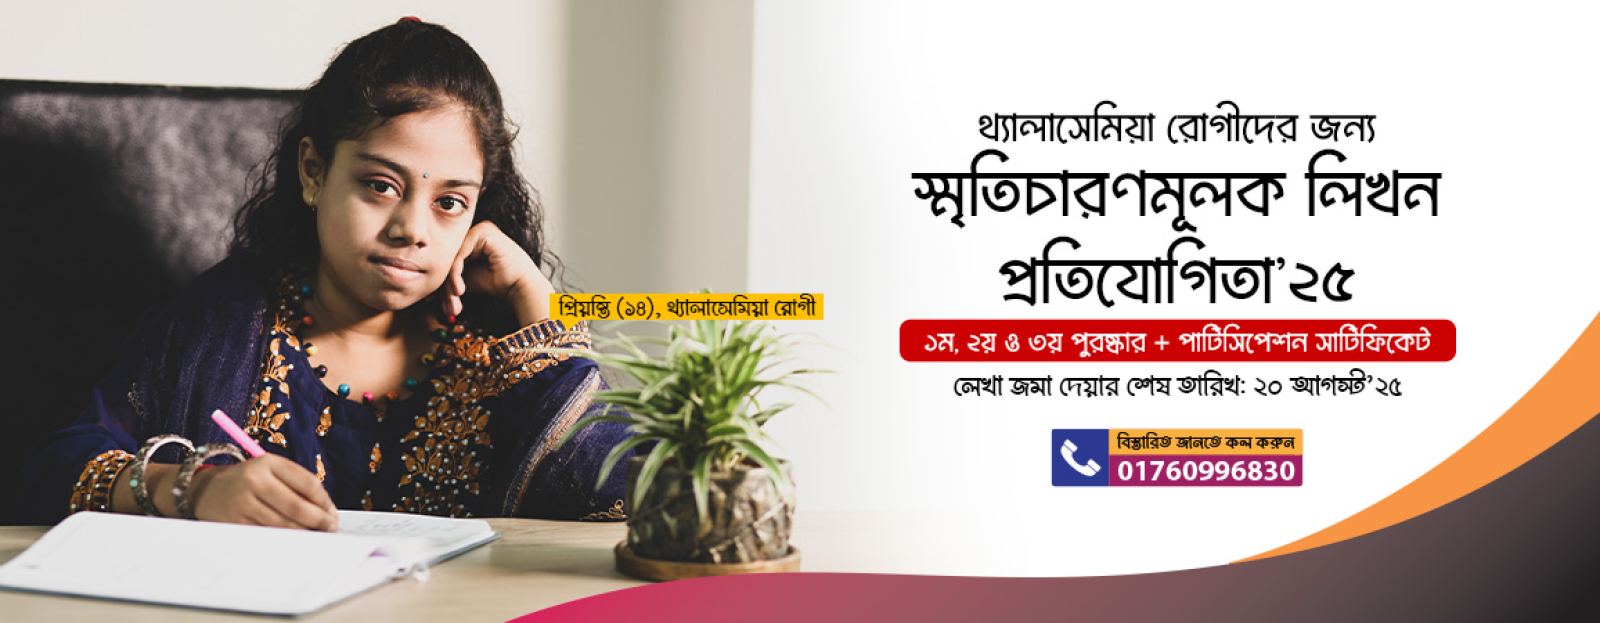 থ্যালাসেমিয়া রোগীদের জন্য
স্মৃতিচারণমূলক লিখন
প্রতিযোগিতা’২৫
১ম, ২য় ও ৩য় পুরষ্কার + পার্টিসিপেশন সার্টিফিকেট
লেখা জমা দেয়ার শেষ তারিখ: ২০ আগস্ট’২৫
বিস্তারিত জানতে কল করুন
01760996830
প্রিয়ন্তি (১৪), থ্যালাসেমিয়া রোগী